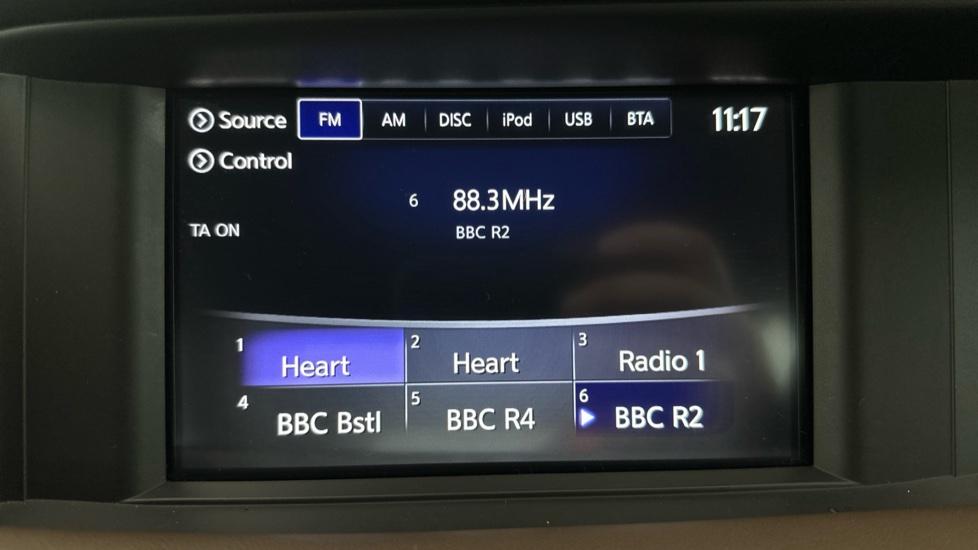 Source FM AM DISC iPod USB BTA 11:17
Control
6 88.3MHz
TA ON BBC R2
1 Heart 2 Heart 3 Radio 1
4 BBC Bstl 5 BBC R4 6 BBC R2